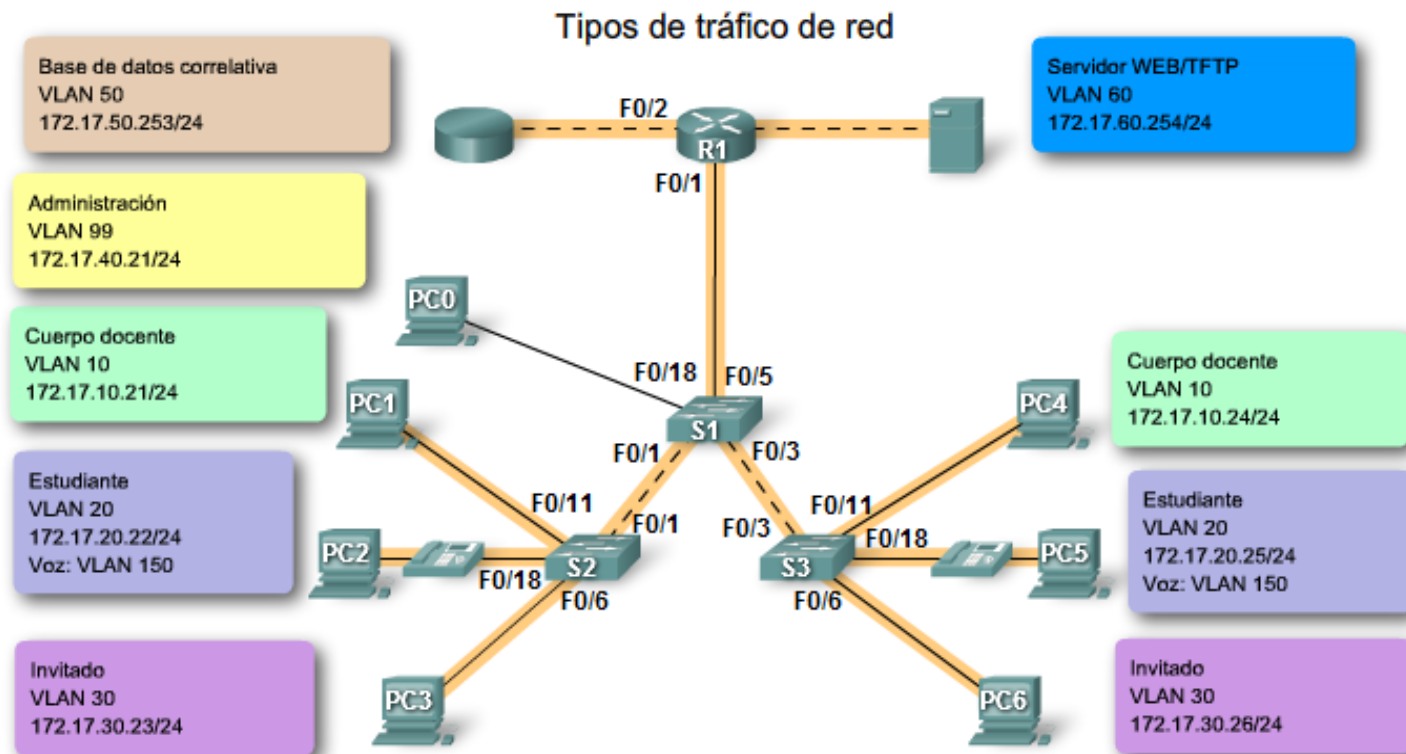 Tipos de tráfico de red
Base de datos correlativa
VLAN 50
172.17.50.253/24
Servidor WEB/TFTP
VLAN 60
172.17.60.254/24
F0/2
R1
F0/1
Administración
VLAN 99
172.17.40.21/24
PC0
Cuerpo docente
VLAN 10
172.17.10.21/24
Cuerpo docente
VLAN 10
172.17.10.24/24
F0/18
F0/5
PC1
S1
PC4
F0/1
F0/3
Estudiante
VLAN 20
172.17.20.22/24
Voz: VLAN 150
Estudiante
VLAN 20
172.17.20.25/24
Voz: VLAN 150
F0/11
F0/1
F0/3
F0/11
PC2
F0/18
S2
S3
F0/18
PC5
F0/6
F0/6
Invitado
VLAN 30
172.17.30.23/24
PC3
PC6
Invitado
VLAN 30
172.17.30.26/24